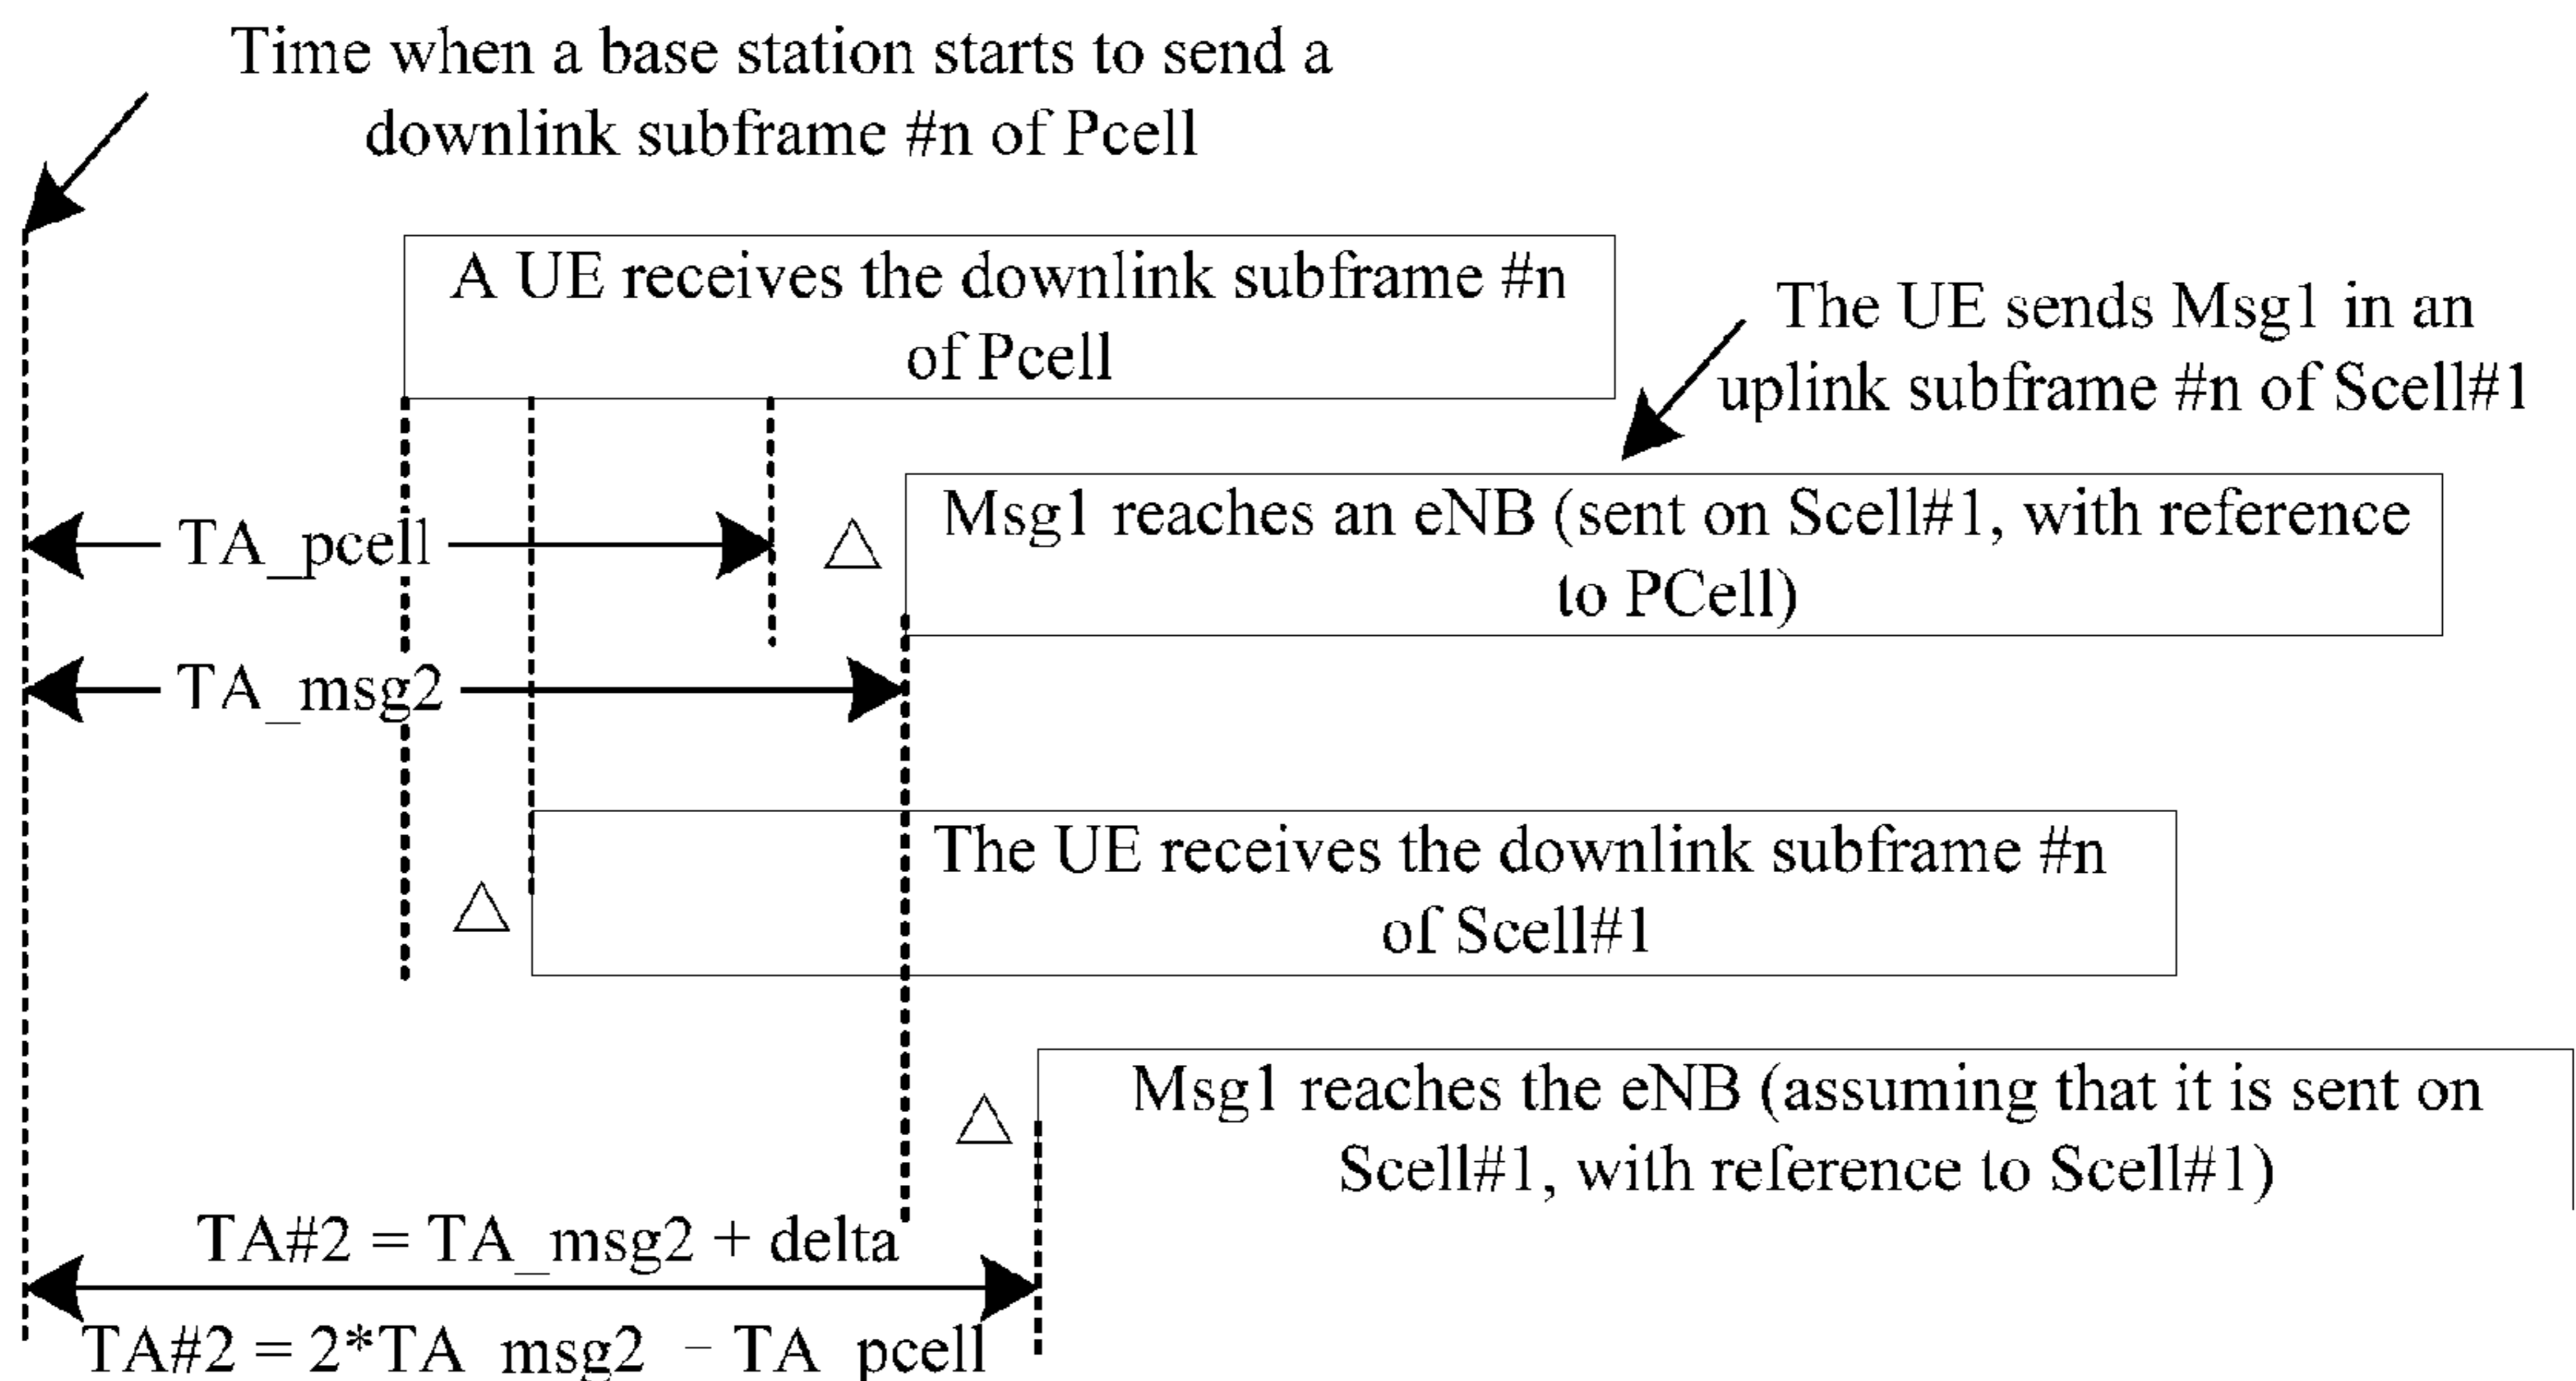 Time when a base station starts to send a
downlink subframe #n of Pcell
A UE receives the downlink subframe #n
of Pcell
The UE sends Msg1 in an
uplink subframe #n of Scell#1
TA_pcell
△
Msg1 reaches an eNB (sent on Scell#1, with reference
to PCell)
TA_msg2
The UE receives the downlink subframe #n
of Scell#1
△
Msg1 reaches the eNB (assuming that it is sent on
Scell#1, with reference to Scell#1)
△
TA#2 = TA_msg2 + delta
TA#2 = 2*TA_msg2 - TA_pcell